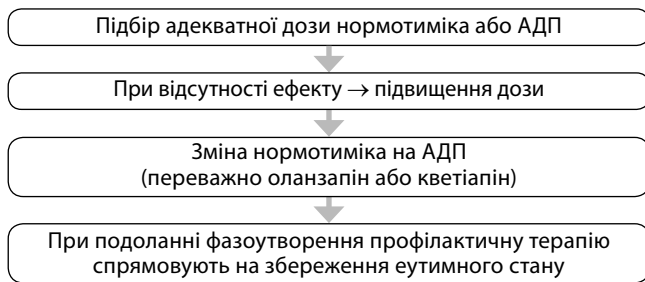 Підбір адекватної дози нормотиміка або АДП
При відсутності ефекту → підвищення дози
Зміна нормотиміка на АДП
(переважно оланзапін або кветіапін)
При подоланні фазоутворення профілактичну терапію
спрямовують на збереження еутимного стану